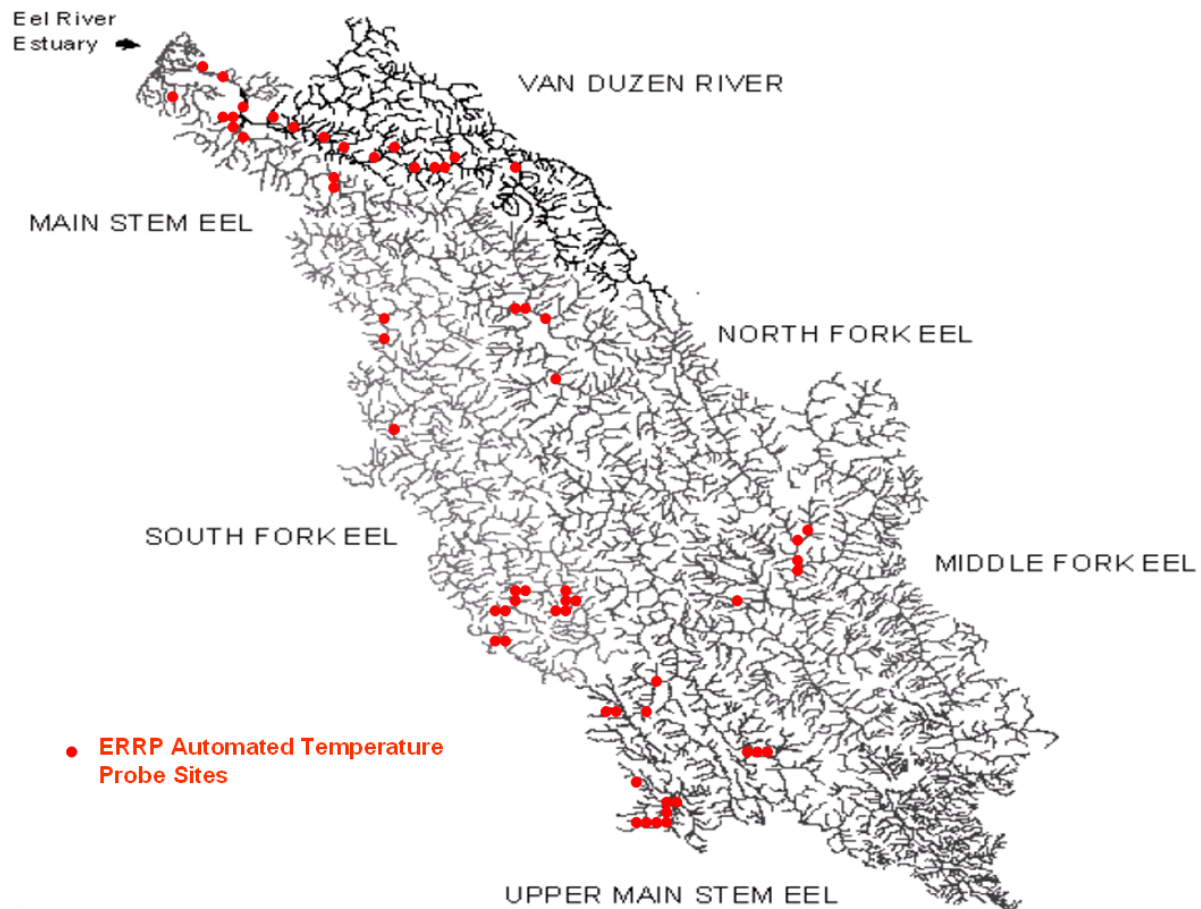 Eel River
Estuary
VAN DUZEN RIVER
MAIN STEM EEL
NORTH FORK EEL
SOUTH FORK EEL
MIDDLE FORK EEL
ERRP Automated Temperature
Probe Sites
UPPER MAIN STEM EEL